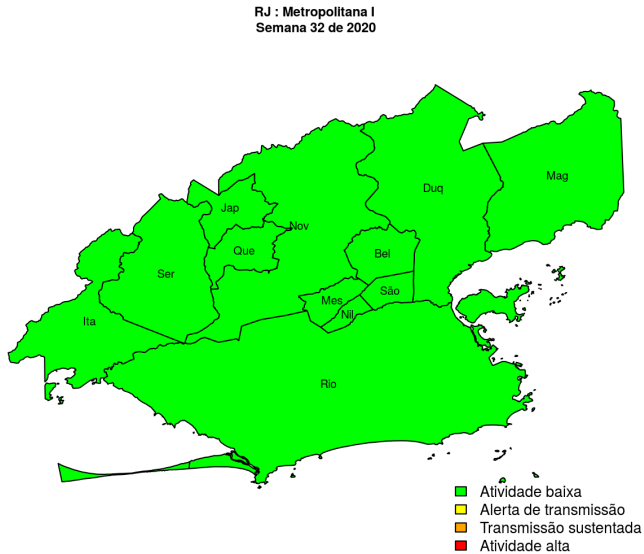 RJ : Metropolitana I
Semana 32 de 2020
Mag
Duq
Jap
Nov
Que
Bel
Ser
São
Mes
Nil
Ita
Rio
Atividade baixa
Alerta de transmissão
Transmissão sustentada
Atividade alta